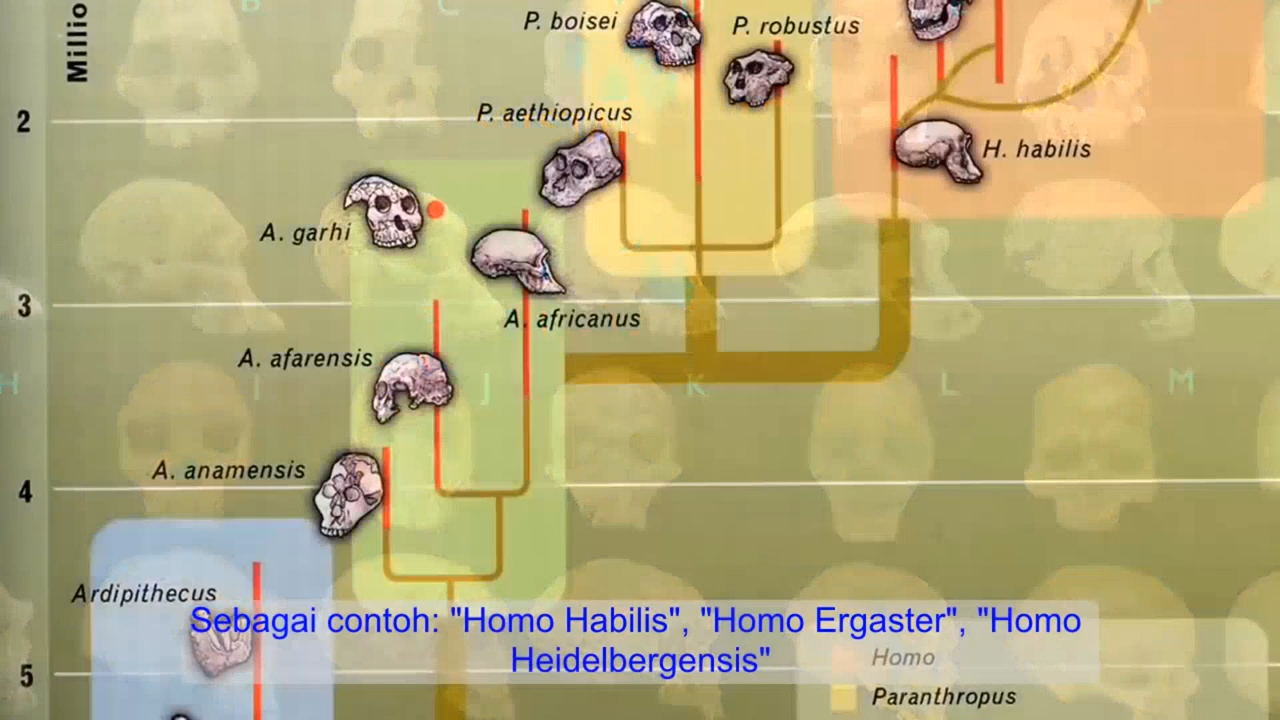 Millio
B
C
F
P. boisei
P. robustus
2
P. aethiopicus
H. habilis
A. garhi
3
A. africanus
A. afarensis
H
I
J
K
L
M
A. anamensis
4
Ardipithecus
Sebagai contoh: "Homo Habilis", "Homo Ergaster", "Homo
Heidelbergensis"
Homo
5
Paranthropus